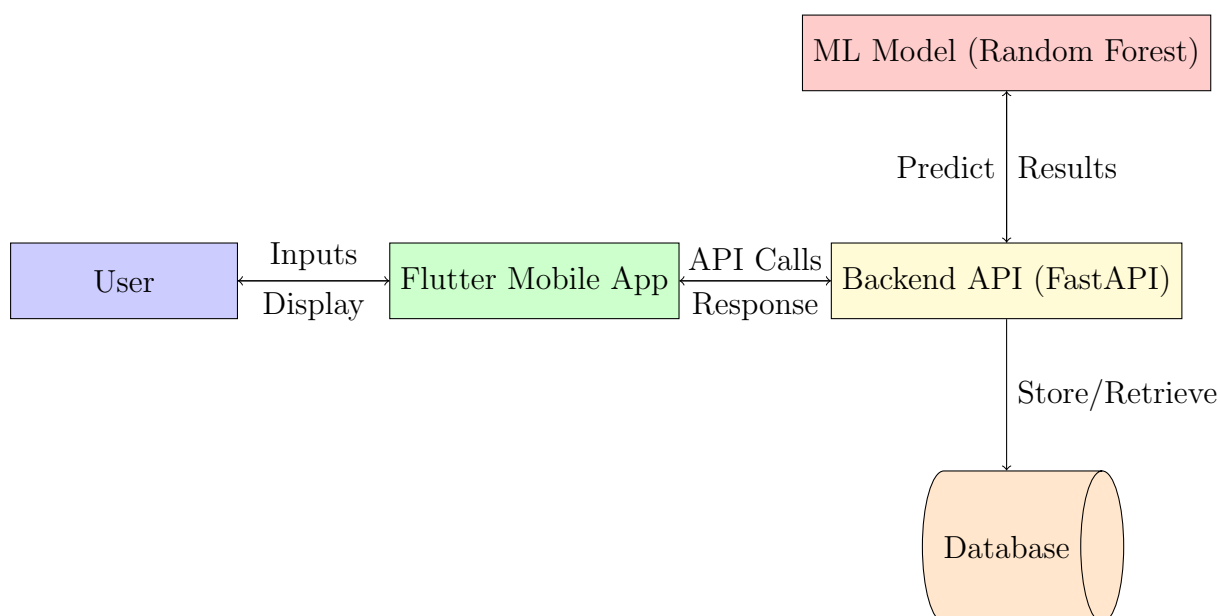 ML Model (Random Forest)
Predict
Results
User
Inputs
Display
Flutter Mobile App
API Calls
Response
Backend API (FastAPI)
Store/Retrieve
Database